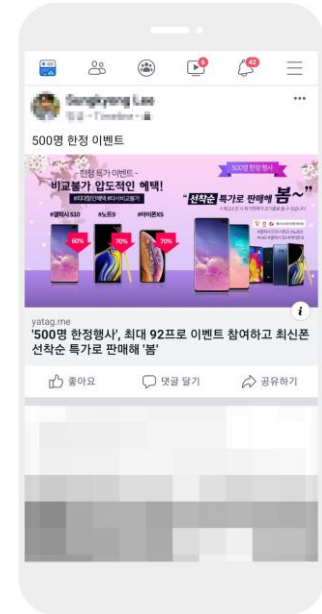 6
42
500명 한정 이벤트
-한정 특가 이벤트-
비교불가 압도적인 혜택!
500명 한정 행사
"선착순 특가로 판매해 봄~"
#갤럭시 S10
#노트9
#아이폰XS
60%
70%
70%
yatag.me
'500명 한정행사', 최대 92프로 이벤트 참여하고 최신폰
선착순 특가로 판매해 '봄'
좋아요
댓글 달기
공유하기